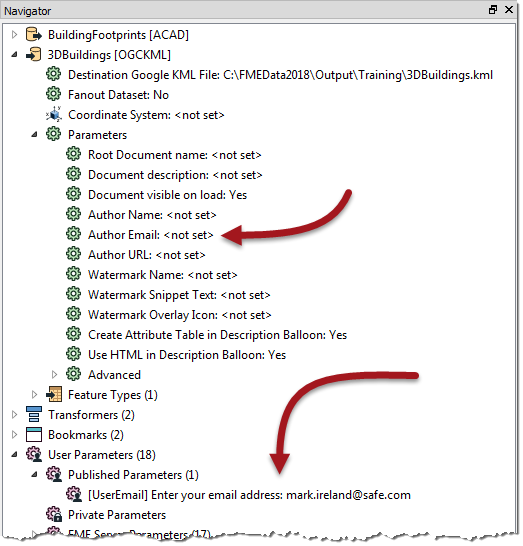 Navigator
BuildingFootprints [ACAD]
3DBuildings [OGCKML]
Destination Google KML File: C:\FMEData2018\Output\Training\3DBuildings.kml
Fanout Dataset: No
Coordinate System: <not set>
Parameters
Root Document name: <not set>
Document description: <not set>
Document visible on load: Yes
Author Name: <not set>
Author Email: <not set>
Author URL: <not set>
Watermark Name: <not set>
Watermark Snippet Text: <not set>
Watermark Overlay Icon: <not set>
Create Attribute Table in Description Balloon: Yes
Use HTML in Description Balloon: Yes
Advanced
Feature Types (1)
Transformers (2)
Bookmarks (2)
User Parameters (18)
Published Parameters (1)
[UserEmail] Enter your email address: mark.ireland@safe.com
Private Parameters
FME Server Parameters (17)